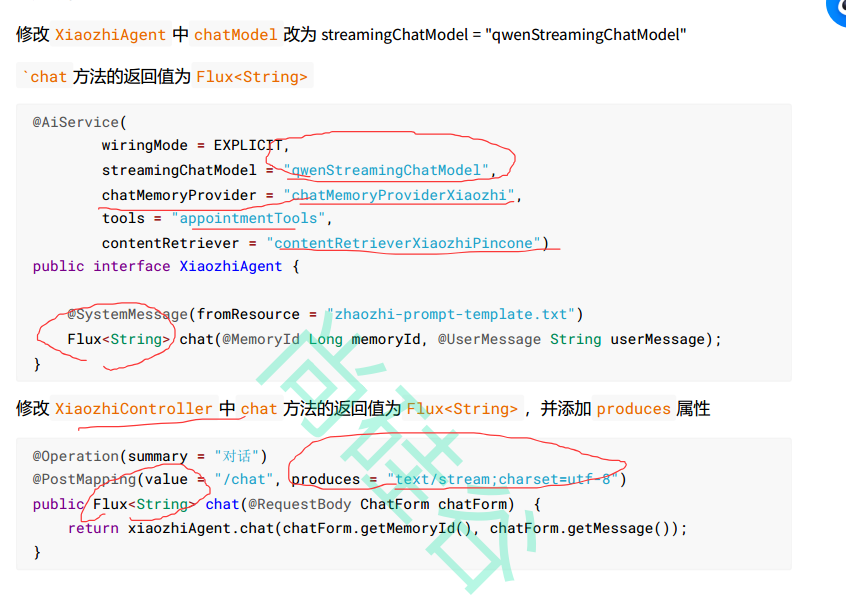 修改 XiaozhiAgent 中 chatModel 改为 streamingChatModel = "qwenStreamingChatModel"
`chat 方法的返回值为 Flux<String>
@AiService(
wiringMode = EXPLICIT,
streamingChatModel = "qwenStreamingChatModel",
chatMemoryProvider = "chatMemoryProviderXiaozhi",
tools = "appointmentTools",
contentRetriever = "contentRetrieverXiaozhiPincone")
public interface XiaozhiAgent {
@SystemMessage(fromResource = "zhaozhi-prompt-template.txt")
Flux<String> chat(@MemoryId Long memoryId, @UserMessage String userMessage);
}
修改 XiaozhiController 中 chat 方法的返回值为 Flux<String> ，并添加 produces 属性
@Operation(summary = "对话")
@PostMapping(value = "/chat", produces = "text/stream;charset=utf-8")
public Flux<String> chat(@RequestBody ChatForm chatForm)  {
return xiaozhiAgent.chat(chatForm.getMemoryId(), chatForm.getMessage());
}
尚硅谷